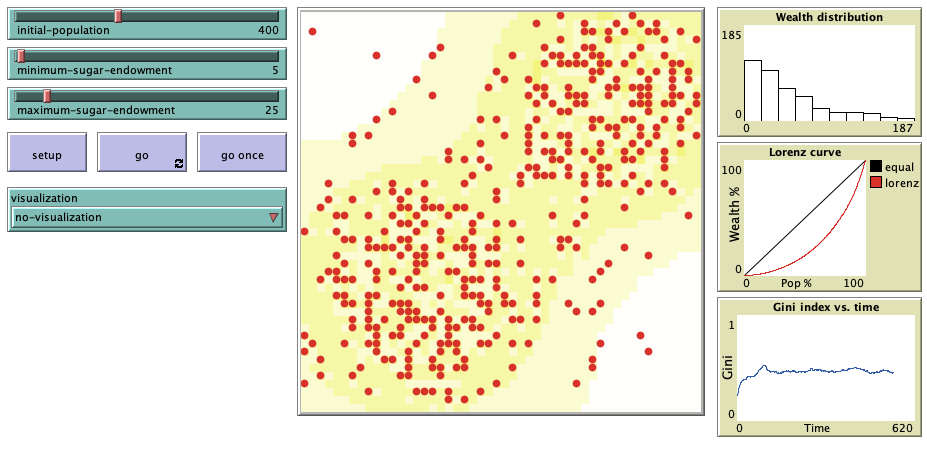 initial-population 400
minimum-sugar-endowment 5
maximum-sugar-endowment 25
setup
go
go once
visualization
no-visualization
Wealth distribution
185
0
0 187
Lorenz curve
100
Wealth %
0
0 Pop % 100
equal
lorenz
Gini index vs. time
1
Gini
0
0 Time 620